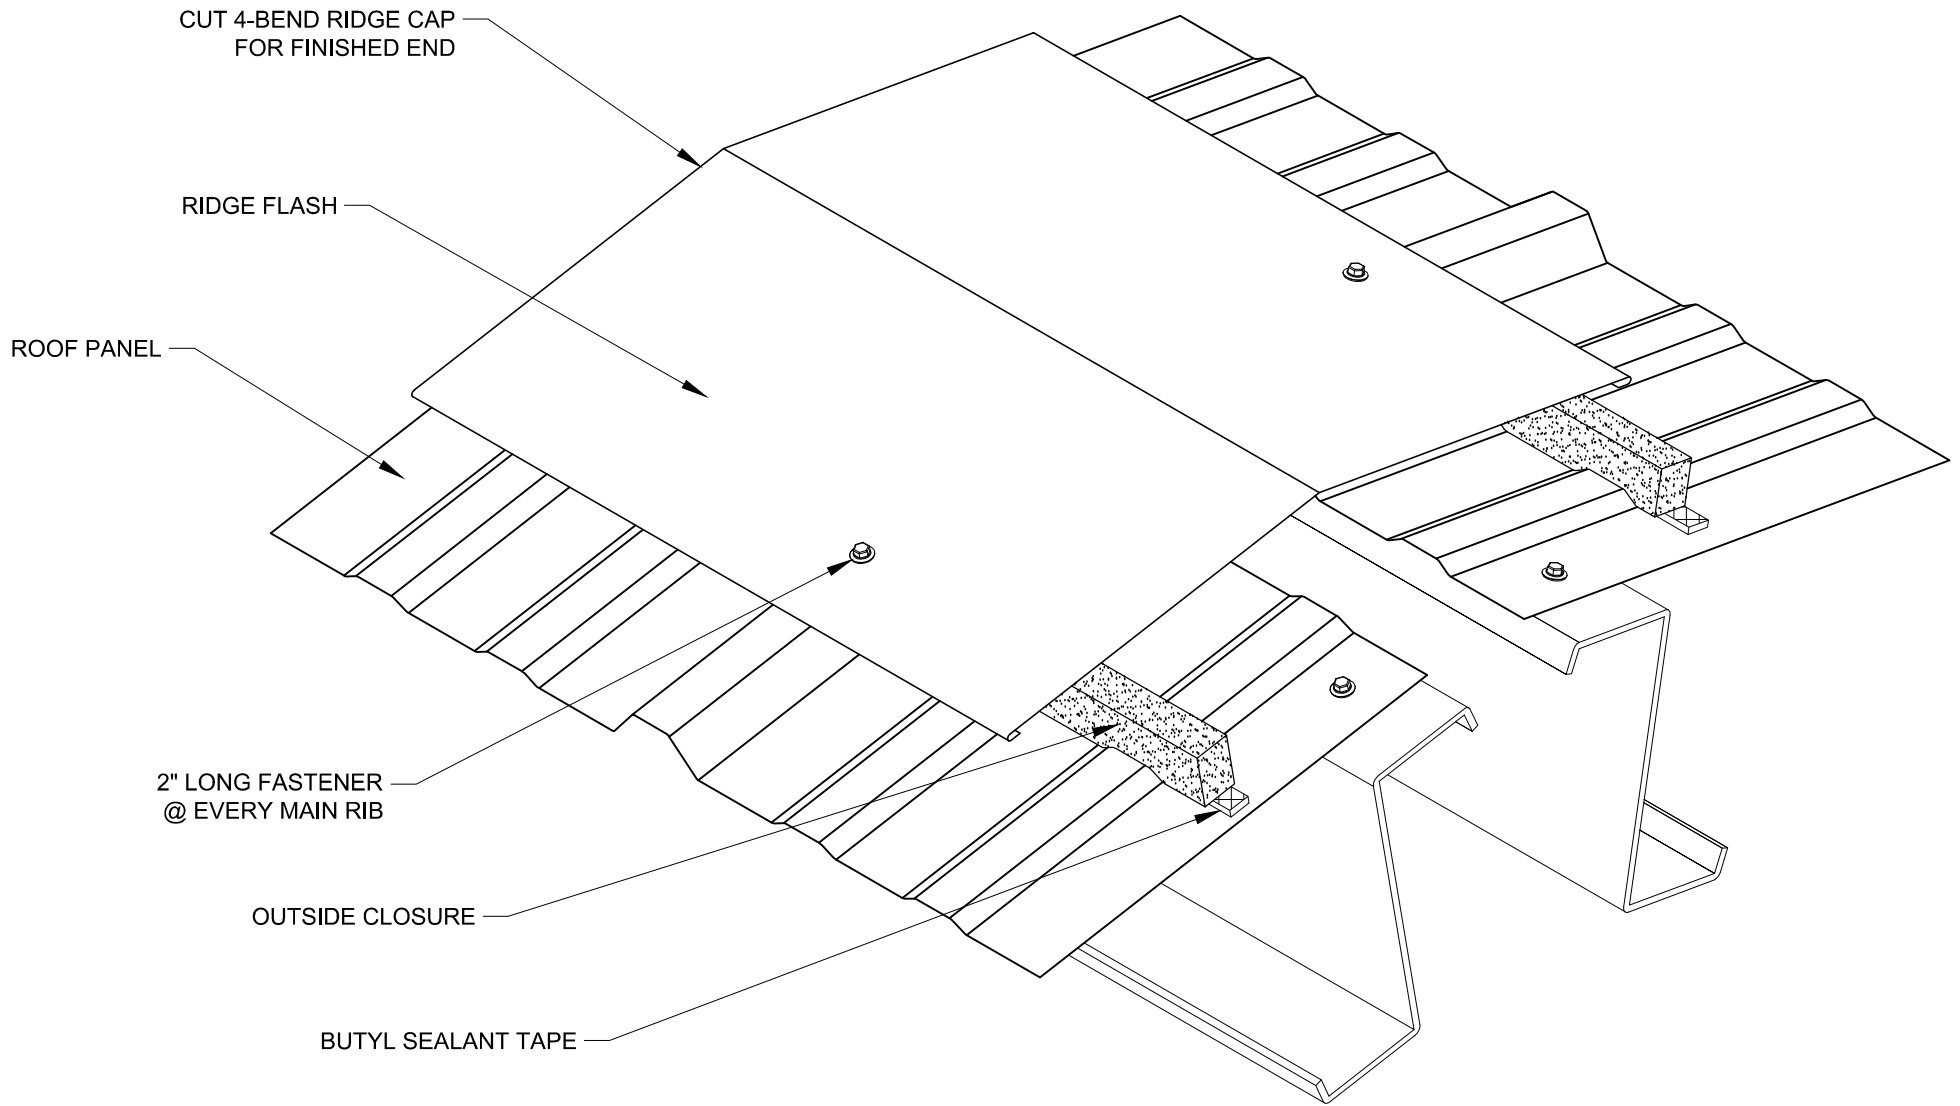 CUT 4-BEND RIDGE CAP
FOR FINISHED END
RIDGE FLASH
ROOF PANEL
2" LONG FASTENER
@ EVERY MAIN RIB
OUTSIDE CLOSURE
BUTYL SEALANT TAPE